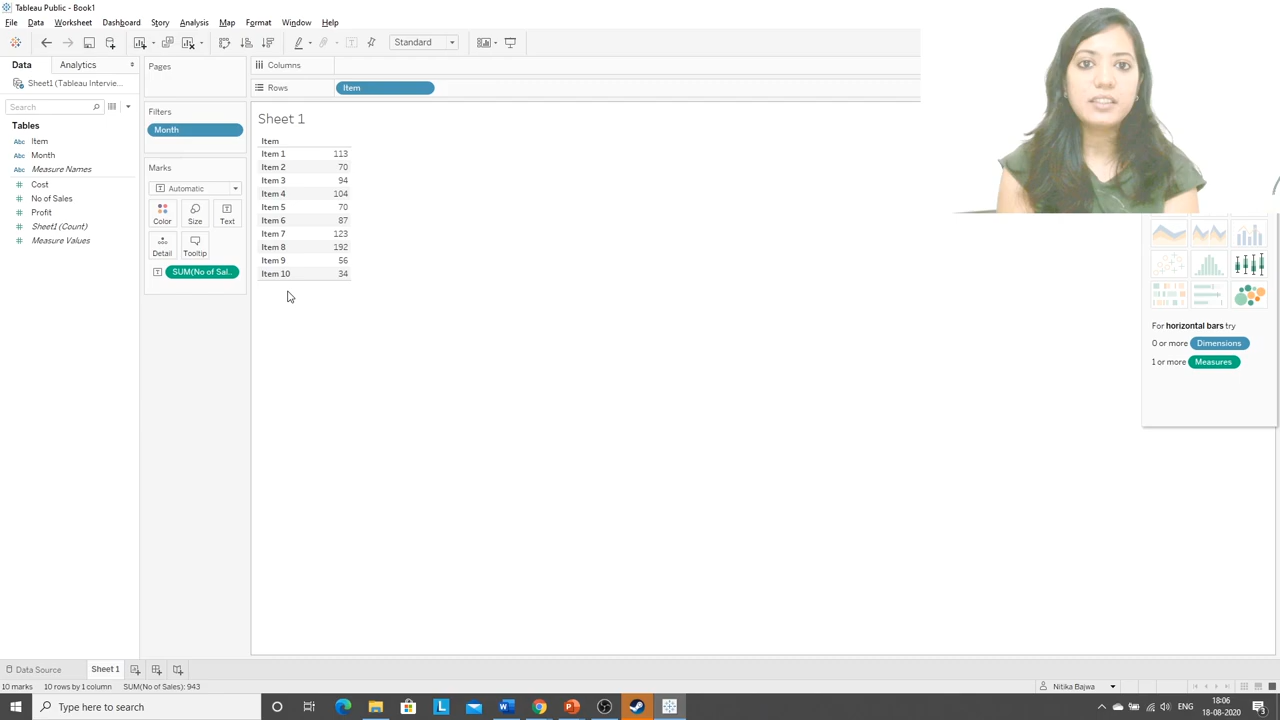 Tableau Public - Book1
File Data Worksheet Dashboard Story Analysis Map Format Window Help
Standard
Data Analytics
Sheet1 (Tableau Intervie...
Search
Tables
Abc Item
Abc Month
Abc Measure Names
# Cost
# No of Sales
# Profit
# Sheet1 (Count)
# Measure Values
Pages
Filters
Month
Marks
T Automatic
Color Size Text
Detail Tooltip
T SUM(No of Sal..
Columns
Rows Item
Sheet 1
Item
Item 1 113
Item 2 70
Item 3 94
Item 4 104
Item 5 70
Item 6 87
Item 7 123
Item 8 192
Item 9 56
Item 10 34
For horizontal bars try
0 or more Dimensions
1 or more Measures
Data Source Sheet 1
10 marks 10 rows by 1 column SUM(No of Sales): 943
Nitika Bajwa
Type here to search
ENG
18:06
18-08-2020
3